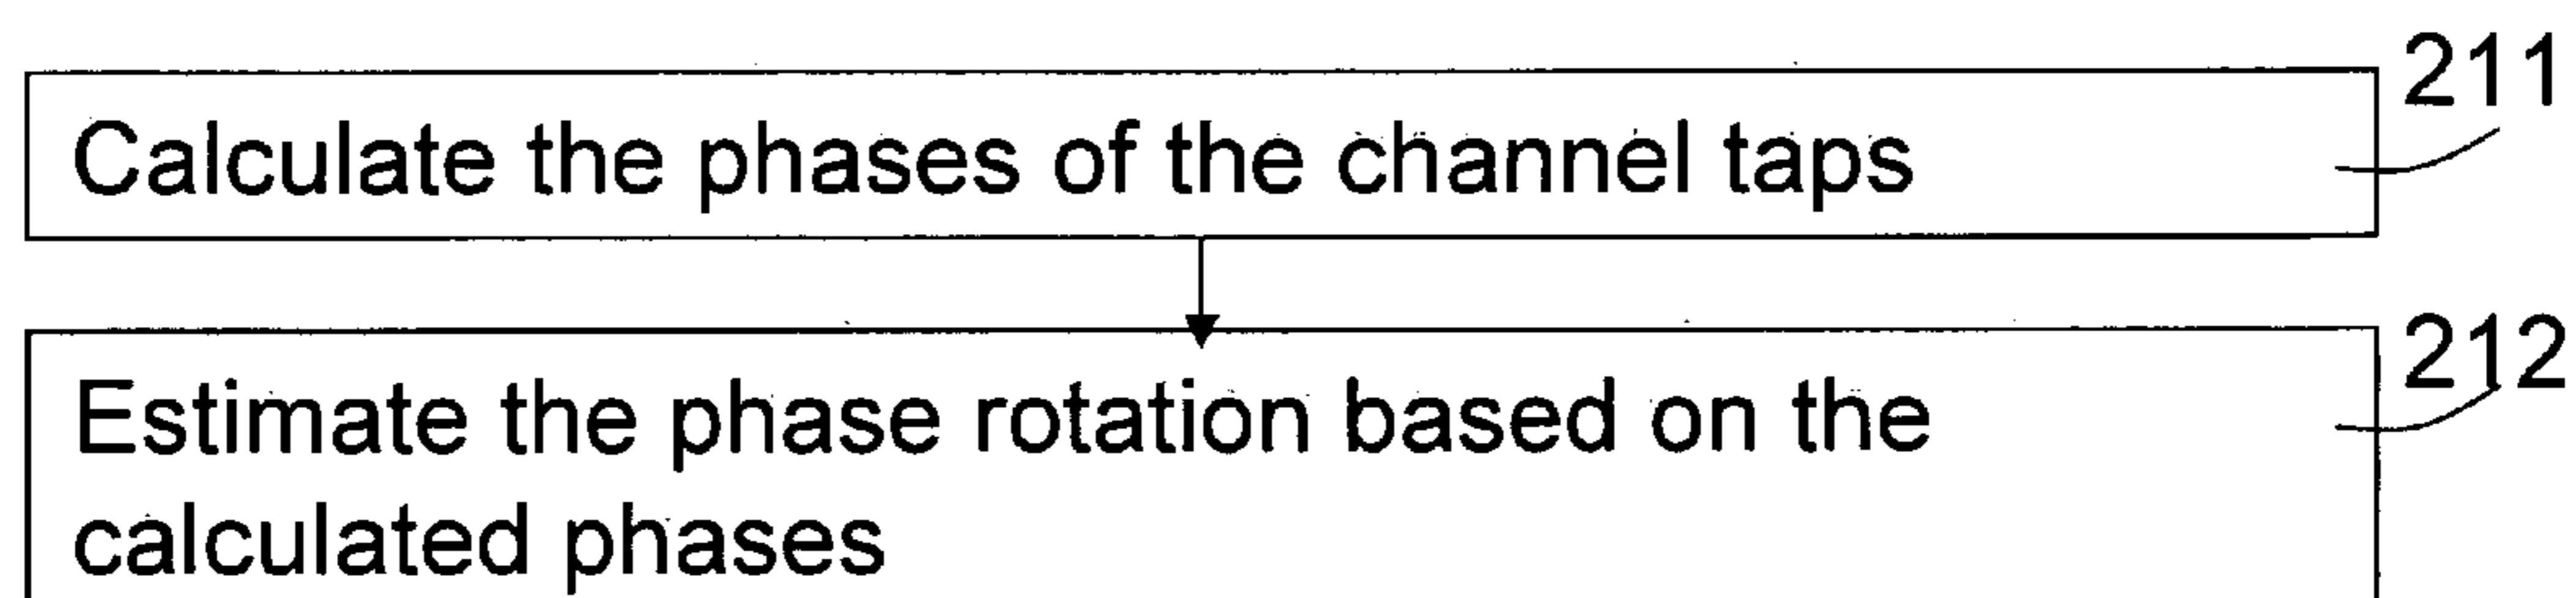 211
Calculate the phases of the channel taps
212
Estimate the phase rotation based on the
calculated phases